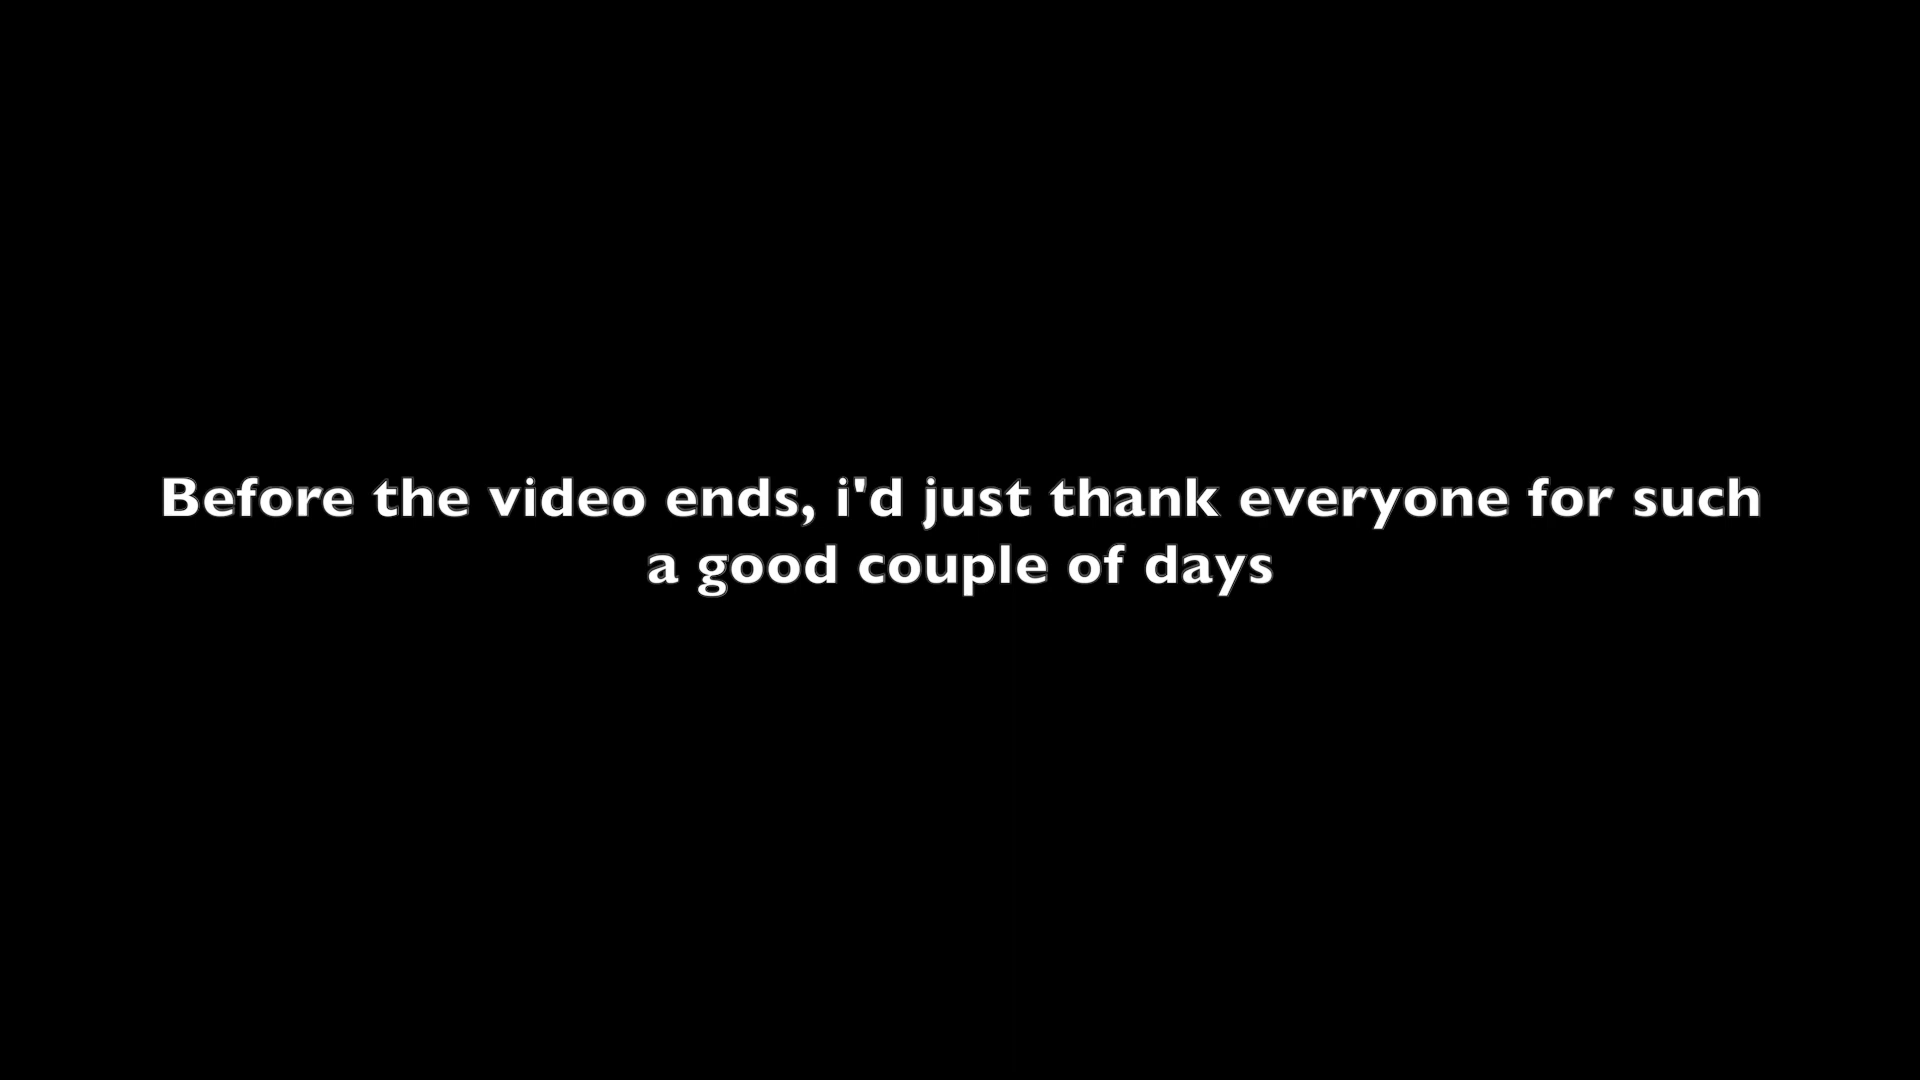 Before the video ends, i'd just thank everyone for such
a good couple of days